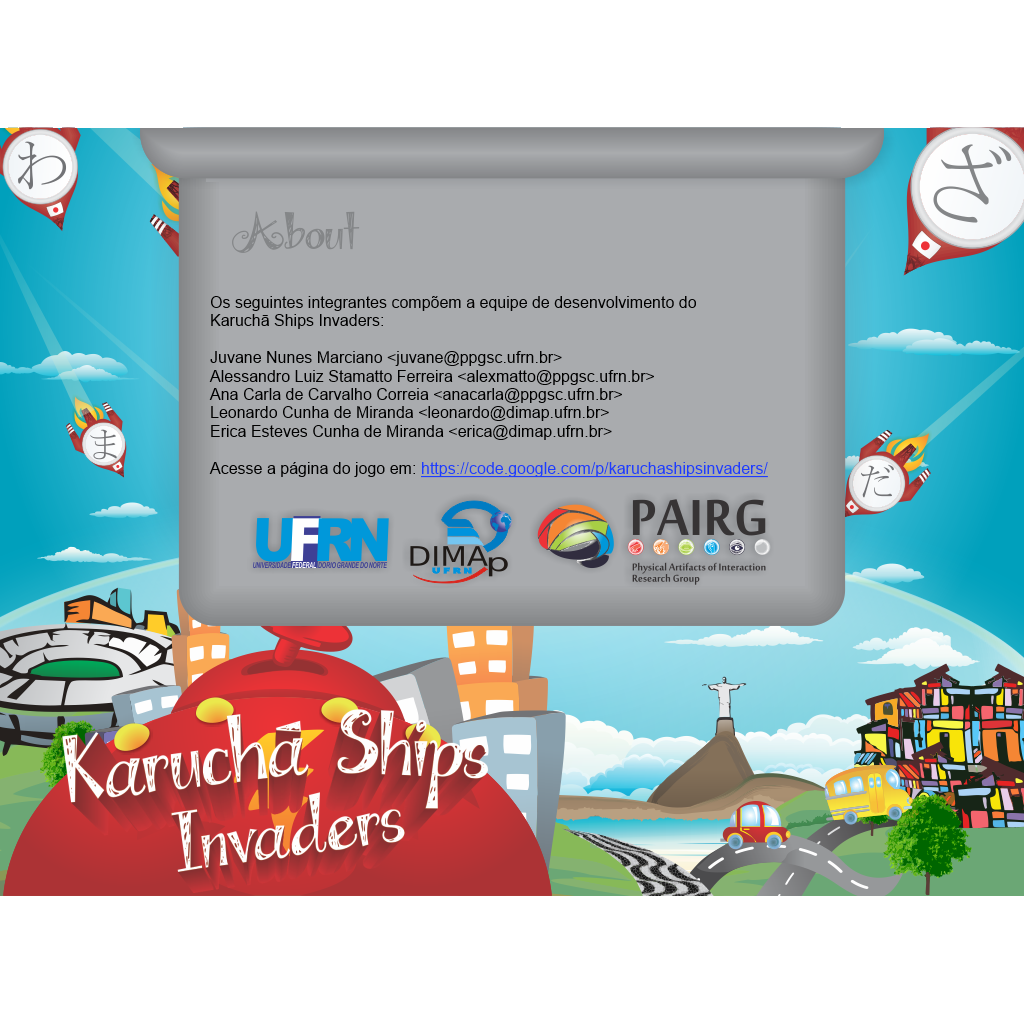 わ
ざ
About
Os seguintes integrantes compõem a equipe de desenvolvimento do
Karuchã Ships Invaders:
Juvane Nunes Marciano <juvane@ppgsc.ufrn.br>
Alessandro Luiz Stamatto Ferreira <alexmatto@ppgsc.ufrn.br>
Ana Carla de Carvalho Correia <anacarla@ppgsc.ufrn.br>
Leonardo Cunha de Miranda <leonardo@dimap.ufrn.br>
Erica Esteves Cunha de Miranda <erica@dimap.ufrn.br>
ま
だ
Acesse a página do jogo em: https://code.google.com/p/karuchashipsinvaders/
UFRN
UNIVERSIDADE FEDERAL DO RIO GRANDE DO NORTE
DIMAp
UFRN
PAIRG
Physical Artifacts of Interaction
Research Group
Karuchã Ships
Invaders